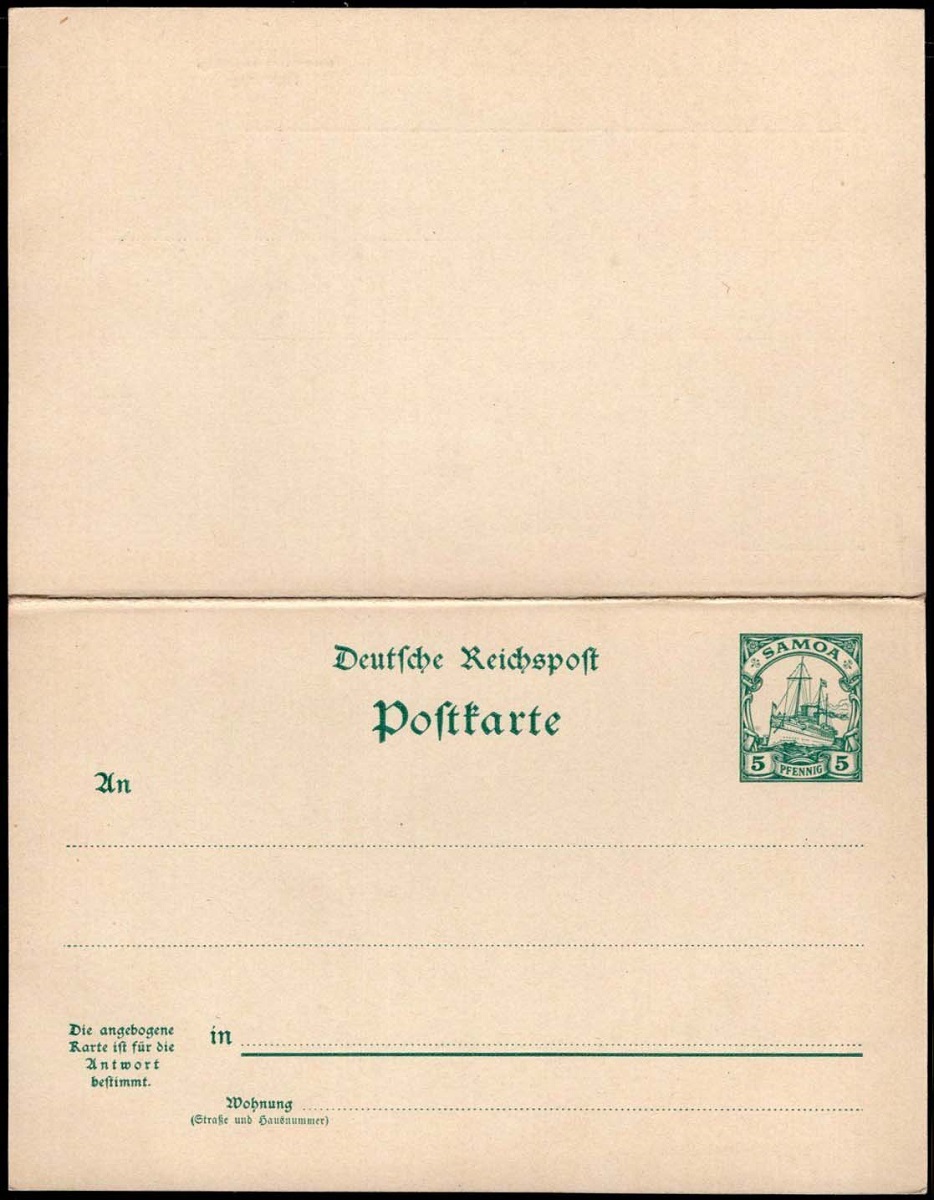 Deutſche Reichspoſt
Poſtkarte
SAMOA
5 PFENNIG 5
An
Die angebogene
Karte iſt für die
Antwort
beſtimmt.
in
Wohnung
(Straße und Hausnummer)